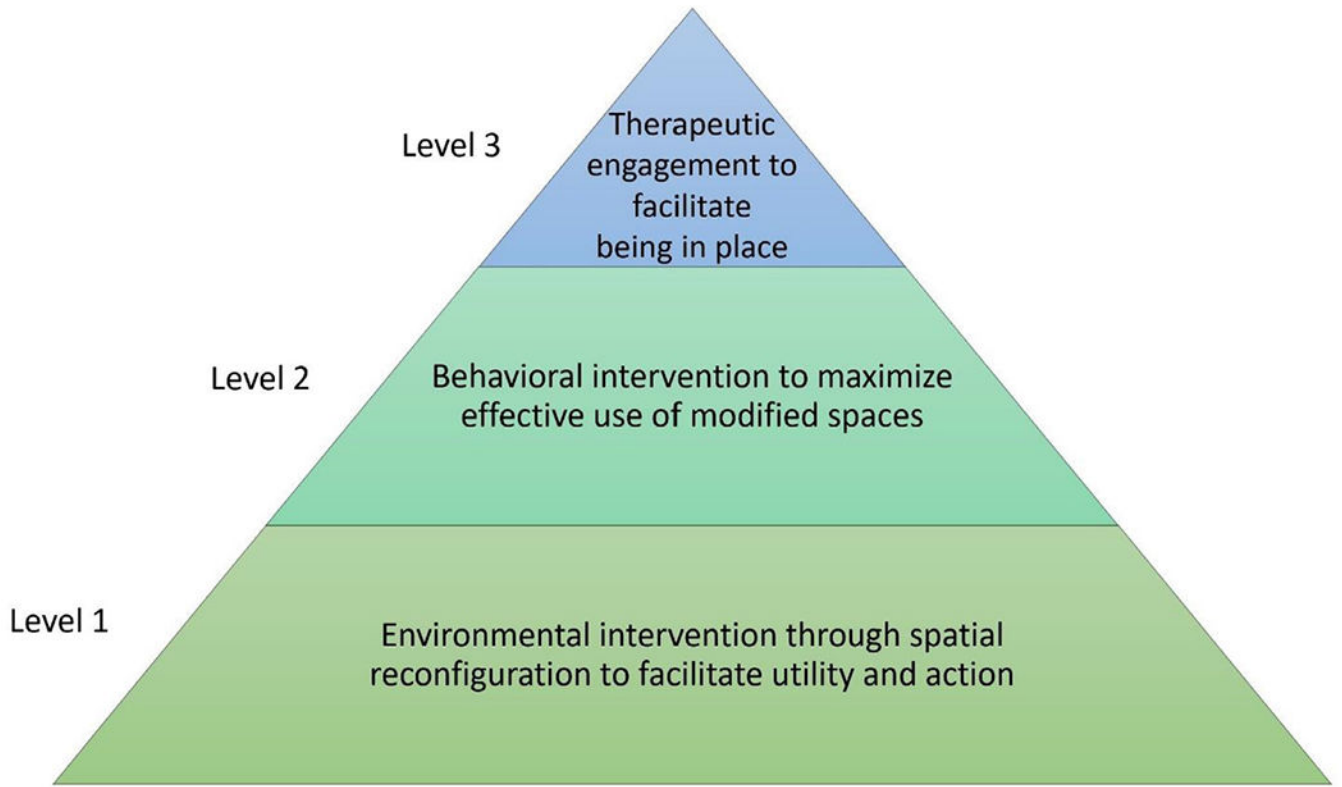 Level 3
Therapeutic
engagement to
facilitate
being in place
Level 2
Behavioral intervention to maximize
effective use of modified spaces
Level 1
Environmental intervention through spatial
reconfiguration to facilitate utility and action